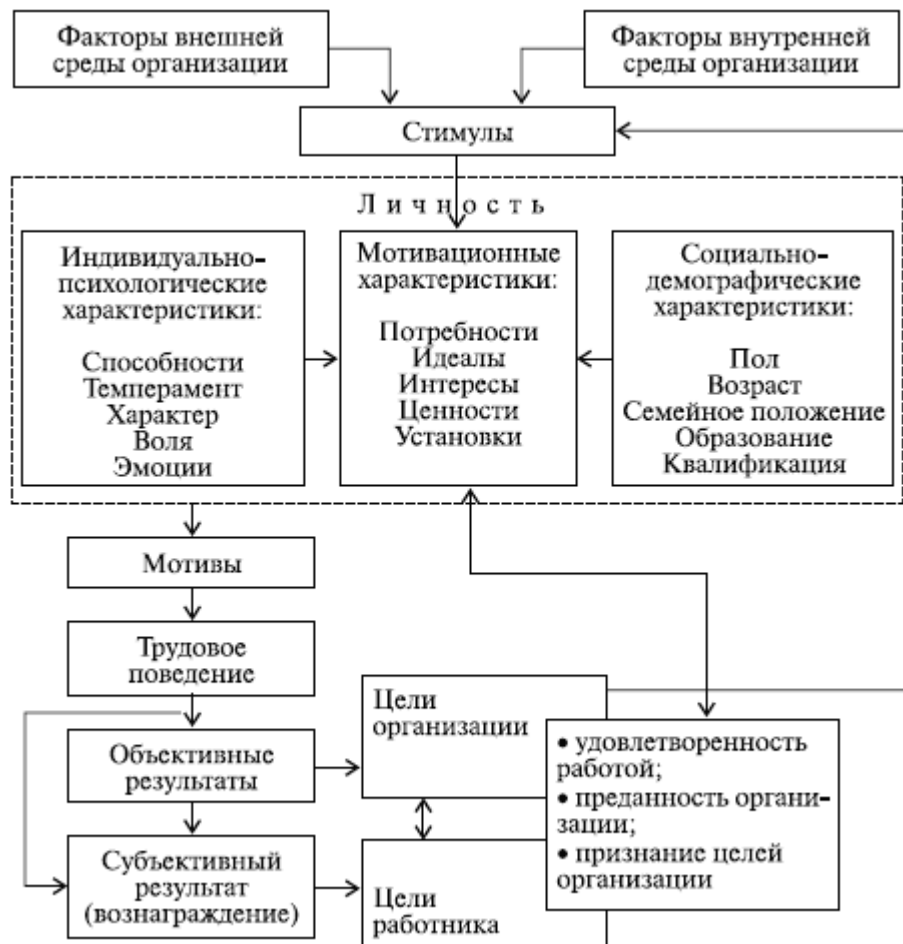 Факторы внешней
среды организации
Факторы внутренней
среды организации
Стимулы
Личность
Индивидуально-
психологические
характеристики:
Способности
Темперамент
Характер
Воля
Эмоции
Мотивационные
характеристики:
Потребности
Идеалы
Интересы
Ценности
Установки
Социально-
демографические
характеристики:
Пол
Возраст
Семейное положение
Образование
Квалификация
Мотивы
Трудовое
поведение
Объективные
результаты
Субъективный
результат
(вознаграждение)
Цели
организации
Цели
работника
• удовлетворенность
работой;
• преданность органи-
зации;
• признание целей
организации